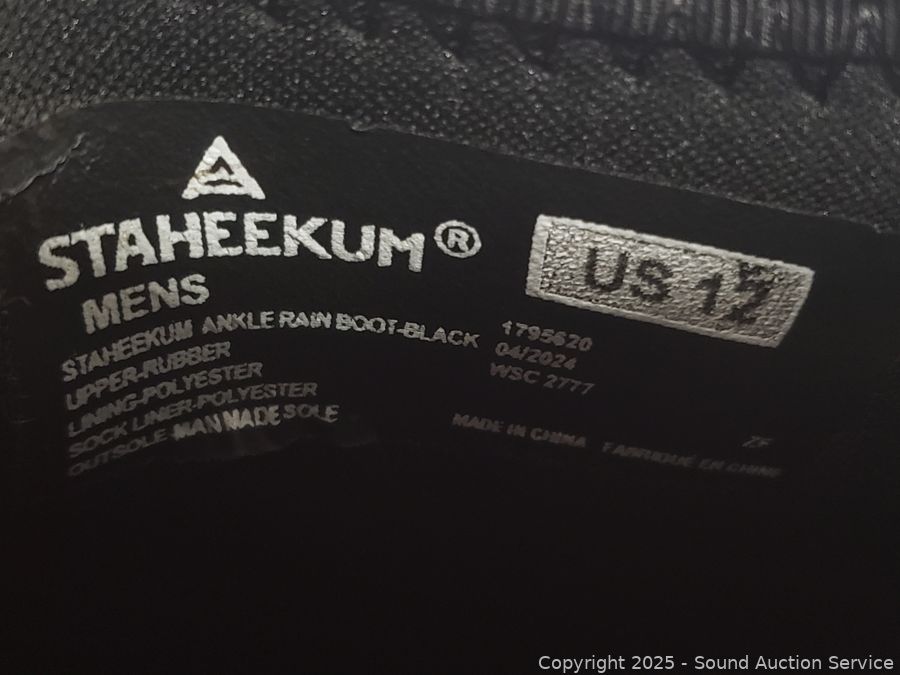 STAHEEKUM®
MENS
STAHEEKUM ANKLE RAIN BOOT-BLACK
UPPER-RUBBER
LINING-POLYESTER
SOCK LINER-POLYESTER
OUTSOLE MAN MADE SOLE
US 12
1795620
04/2024
WSC 2777
ZF
MADE IN CHINA FABRIQUÉ EN CHINE
Copyright 2025 - Sound Auction Service